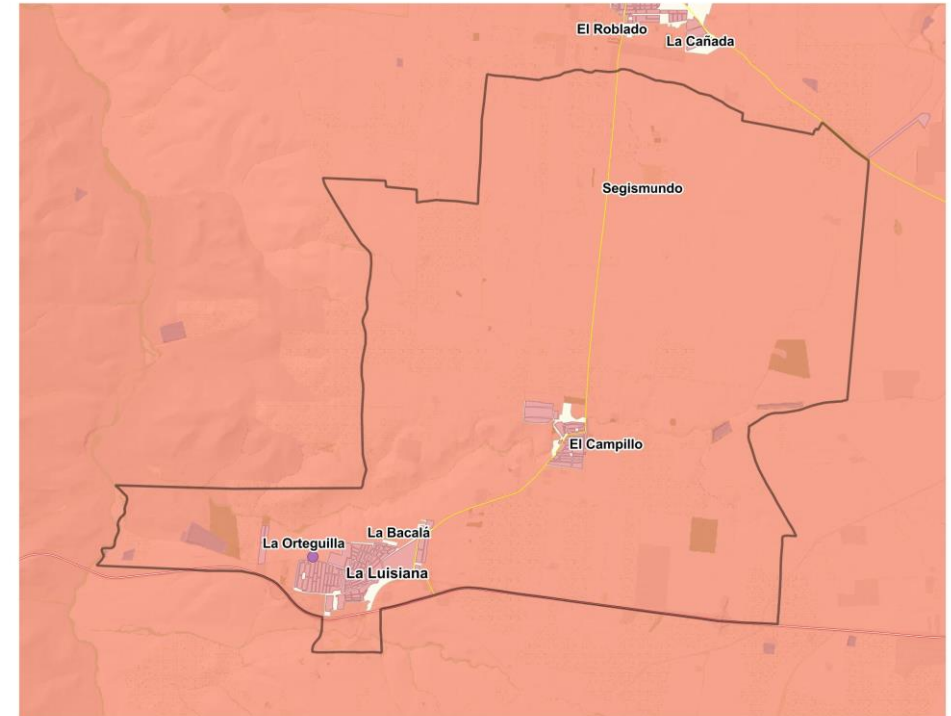 El Roblado
La Cañada
Segismundo
El Campillo
La Bacalá
La Orteguilla
La Luisiana